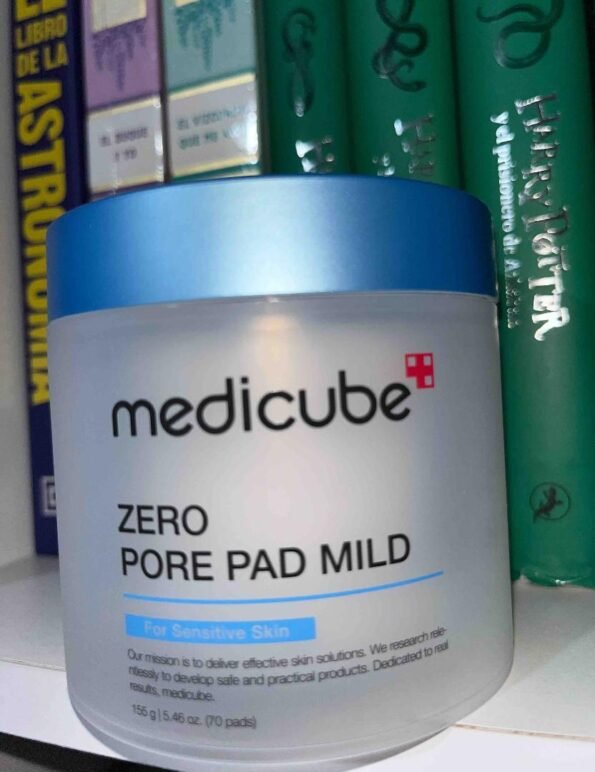 LIBRO
DE LA
ASTRONOMÍA
HARRY POTTER
y el prisionero de
medicube
ZERO
PORE PAD MILD
For Sensitive Skin
Our mission is to deliver effective skin solutions. We research rele-
ntlessly to develop safe and practical products. Dedicated to real
results, medicube.
155 g | 5.46 oz. (70 pads)